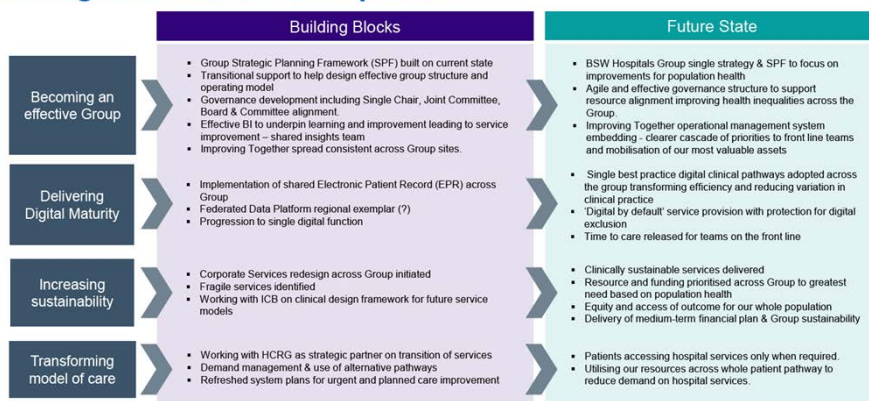 Building Blocks
Future State
Becoming an
effective Group
▪ Group Strategic Planning Framework (SPF) built on current state
▪ Transitional support to help design effective group structure and
operating model
▪ Governance development including Single Chair, Joint Committee,
Board & Committee alignment.
▪ Effective BI to underpin learning and improvement leading to service
improvement – shared insights team
▪ Improving Together spread consistent across Group sites.
▪ BSW Hospitals Group single strategy & SPF to focus on
improvements for population health
▪ Agile and effective governance structure to support
resource alignment improving health inequalities across the
Group.
▪ Improving Together operational management system
embedding - clearer cascade of priorities to front line teams
and mobilisation of our most valuable assets
Delivering
Digital Maturity
▪ Implementation of shared Electronic Patient Record (EPR) across
Group
▪ Federated Data Platform regional exemplar (?)
▪ Progression to single digital function
▪ Single best practice digital clinical pathways adopted across
the group transforming efficiency and reducing variation in
clinical practice
▪ 'Digital by default' service provision with protection for digital
exclusion
▪ Time to care released for teams on the front line
Increasing
sustainability
▪ Corporate Services redesign across Group initiated
▪ Fragile services identified
▪ Working with ICB on clinical design framework for future service
models
▪ Clinically sustainable services delivered
▪ Resource and funding prioritised across Group to greatest
need based on population health
▪ Equity and access of outcome for our whole population
▪ Delivery of medium-term financial plan & Group sustainability
Transforming
model of care
▪ Working with HCRG as strategic partner on transition of services
▪ Demand management & use of alternative pathways
▪ Refreshed system plans for urgent and planned care improvement
▪ Patients accessing hospital services only when required.
▪ Utilising our resources across whole patient pathway to
reduce demand on hospital services.